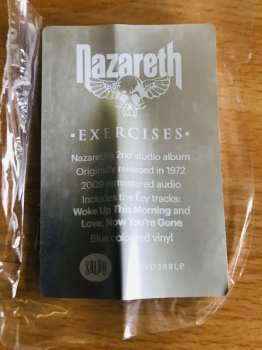 Nazareth
•EXERCISES•
Nazareth's 2nd studio album
Originally released in 1972
2009 remastered audio
Includes the key tracks:
Woke Up This Morning and
Love, Now You're Gone
Blue coloured vinyl
SALVO